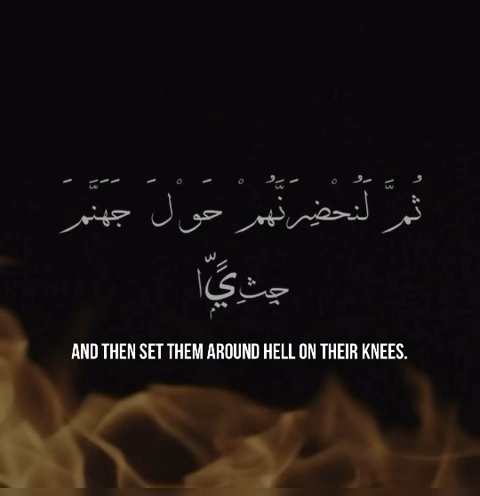 ثُمَّ لَنُحْضِرَنَّهُمْ حَوْلَ جَهَنَّمَ
جِثِيًّا
AND THEN SET THEM AROUND HELL ON THEIR KNEES.